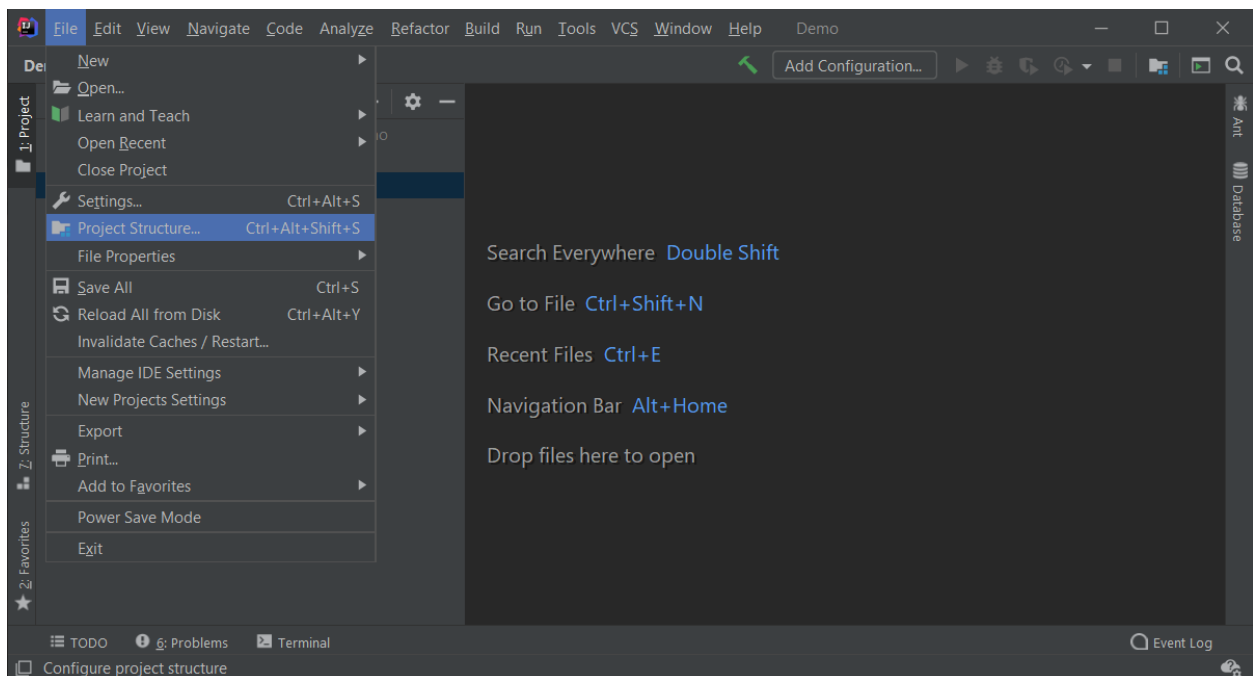 File Edit View Navigate Code Analyze Refactor Build Run Tools VCS Window Help Demo
Add Configuration...
New
Open...
Learn and Teach
Open Recent
Close Project
Settings... Ctrl+Alt+S
Project Structure... Ctrl+Alt+Shift+S
File Properties
Save All Ctrl+S
Reload All from Disk Ctrl+Alt+Y
Invalidate Caches / Restart...
Manage IDE Settings
New Projects Settings
Export
Print...
Add to Favorites
Power Save Mode
Exit
1: Project
Z: Structure
2: Favorites
Search Everywhere Double Shift
Go to File Ctrl+Shift+N
Recent Files Ctrl+E
Navigation Bar Alt+Home
Drop files here to open
Ant
Database
TODO 6: Problems Terminal Event Log
Configure project structure